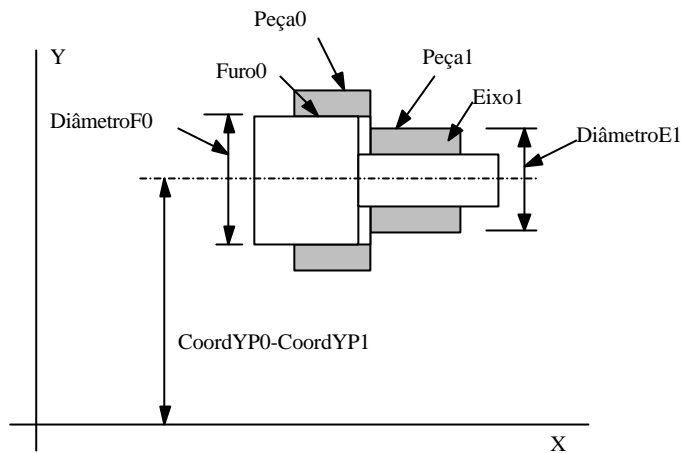 Peça0
Y
Furo0
Peça1
Eixo1
DiâmetroF0
DiâmetroE1
CoordYP0-CoordYP1
X